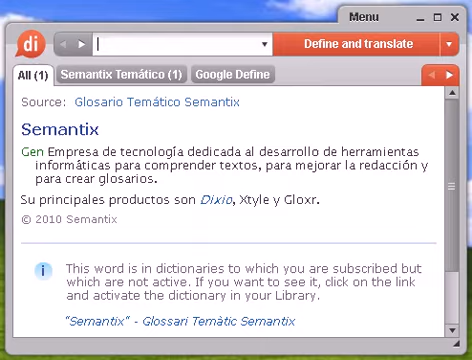 Menu
di
Define and translate
All (1)
Semantix Temático (1)
Google Define
Source: Glosario Temático Semantix
Semantix
Gen Empresa de tecnología dedicada al desarrollo de herramientas
informáticas para comprender textos, para mejorar la redacción y
para crear glosarios.
Su principales productos son Dixio, Xtyle y Gloxr.
© 2010 Semantix
i
This word is in dictionaries to which you are subscribed but
which are not active. If you want to see it, click on the link
and activate the dictionary in your Library.
"Semantix" - Glossari Temàtic Semantix